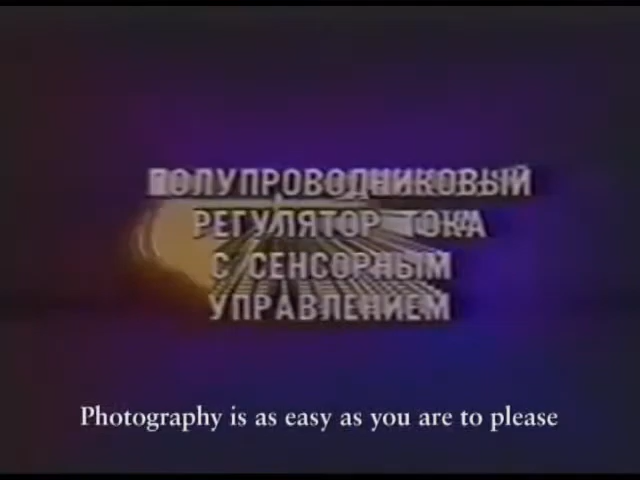 ПОЛУПРОВОДНИКОВЫЙ
РЕГУЛЯТОР ТОКА
С СЕНСОРНЫМ
УПРАВЛЕНИЕМ
Photography is as easy as you are to please